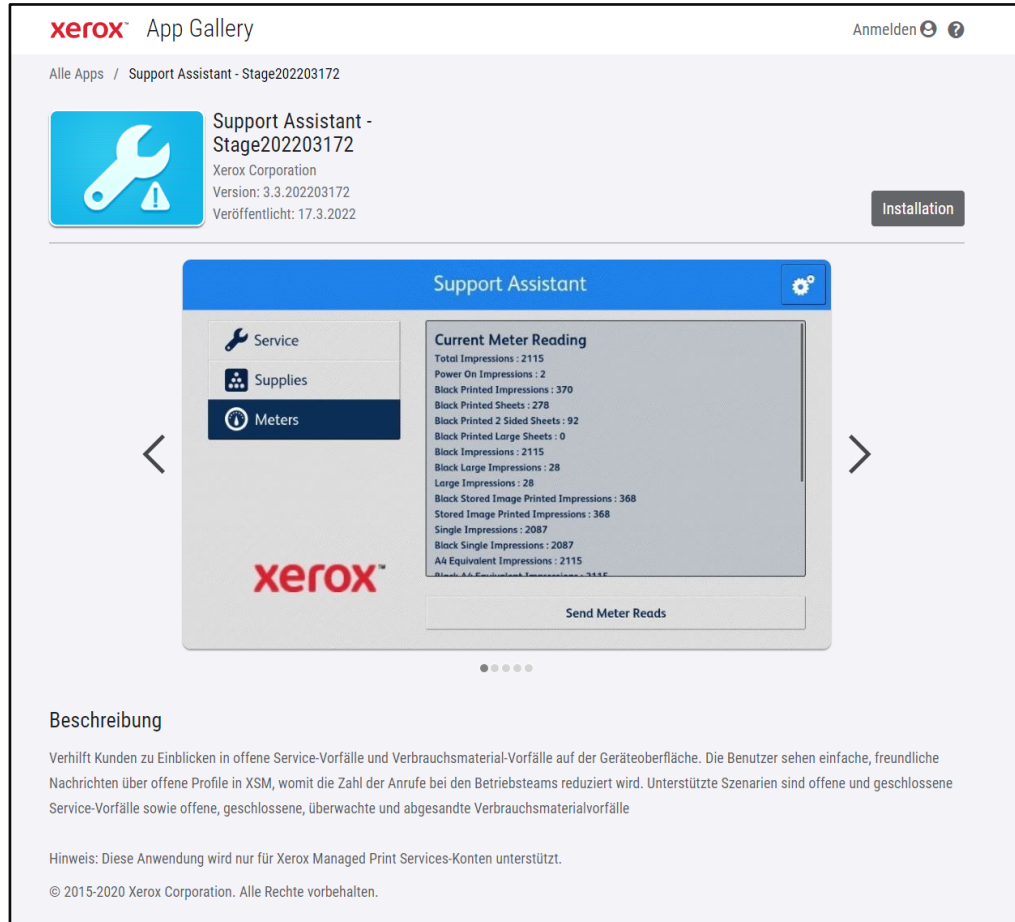 xerox™ App Gallery
Anmelden
Alle Apps / Support Assistant - Stage202203172
Support Assistant -
Stage202203172
Xerox Corporation
Version: 3.3.202203172
Veröffentlicht: 17.3.2022
Installation
Support Assistant
Service
Supplies
Meters
Current Meter Reading
Total Impressions : 2115
Power On Impressions : 2
Black Printed Impressions : 370
Black Printed Sheets : 278
Black Printed 2 Sided Sheets : 92
Black Printed Large Sheets : 0
Black Impressions : 2115
Black Large Impressions : 28
Large Impressions : 28
Black Stored Image Printed Impressions : 368
Stored Image Printed Impressions : 368
Single Impressions : 2087
Black Single Impressions : 2087
A4 Equivalent Impressions : 2115
Black A4 Equivalent Impressions : 2115
xerox™
Send Meter Reads
Beschreibung
Verhilft Kunden zu Einblicken in offene Service-Vorfälle und Verbrauchsmaterial-Vorfälle auf der Geräteoberfläche. Die Benutzer sehen einfache, freundliche
Nachrichten über offene Profile in XSM, womit die Zahl der Anrufe bei den Betriebsteams reduziert wird. Unterstützte Szenarien sind offene und geschlossene
Service-Vorfälle sowie offene, geschlossene, überwachte und abgesandte Verbrauchsmaterialvorfälle
Hinweis: Diese Anwendung wird nur für Xerox Managed Print Services-Konten unterstützt.
© 2015-2020 Xerox Corporation. Alle Rechte vorbehalten.